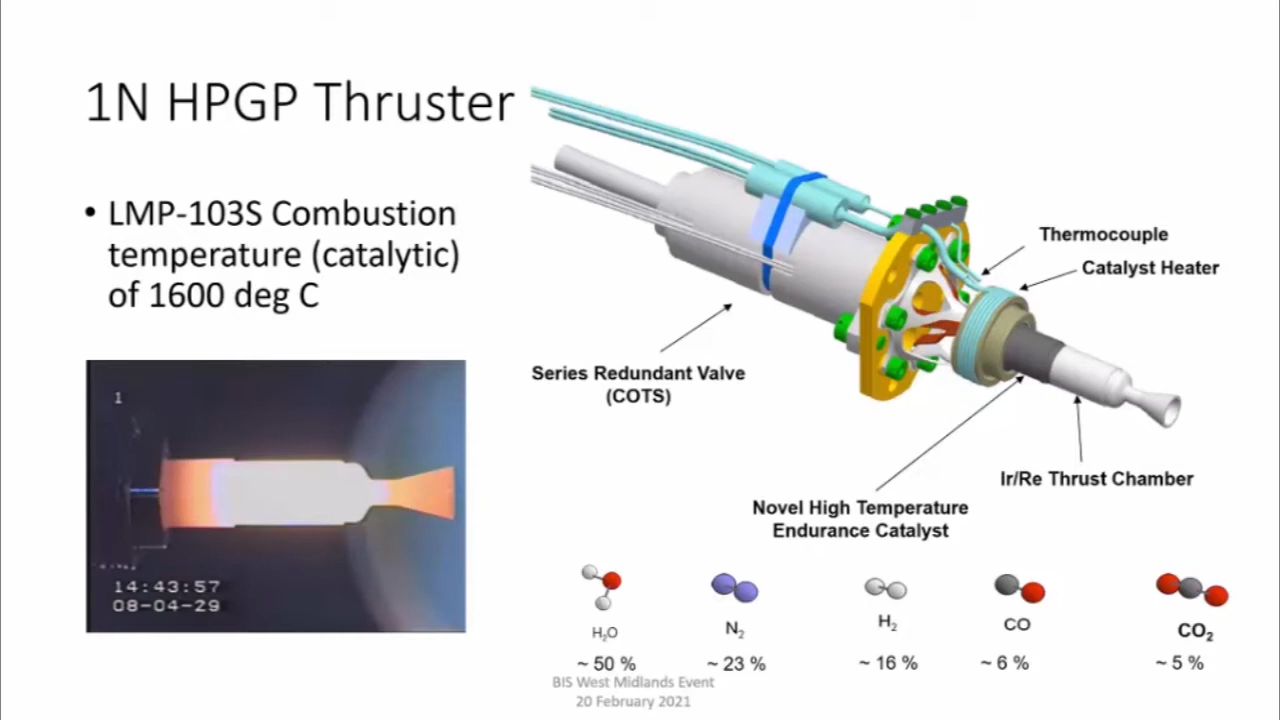 1N HPGP Thruster
• LMP-103S Combustion
temperature (catalytic)
of 1600 deg C
Thermocouple
Catalyst Heater
Series Redundant Valve
(COTS)
Ir/Re Thrust Chamber
Novel High Temperature
Endurance Catalyst
1
14:43:57
08-04-29
H₂O
N₂
H₂
CO
CO₂
~ 50 %
~ 23 %
~ 16 %
~ 6 %
~ 5 %
BIS West Midlands Event
20 February 2021